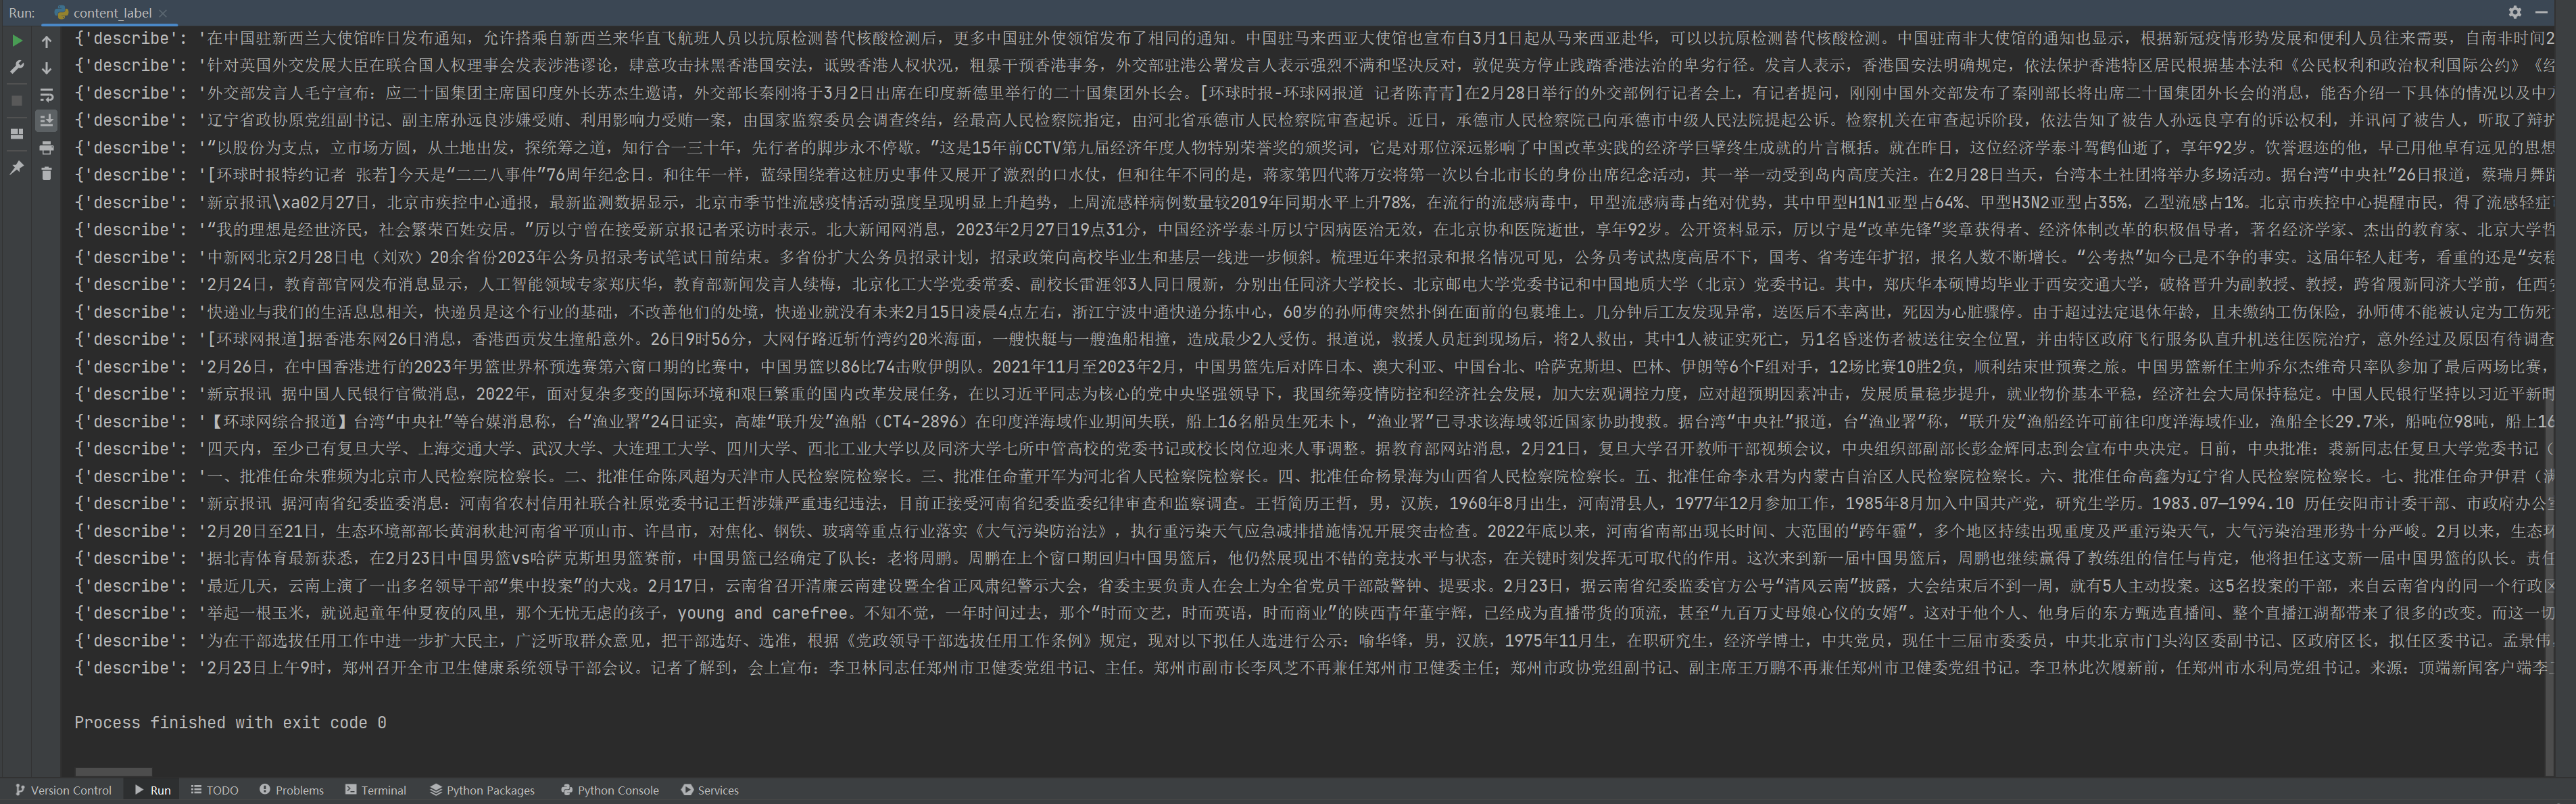 Run: content_label
{'describe': '在中国驻新西兰大使馆昨日发布通知，允许搭乘自新西兰来华直飞航班人员以抗原检测替代核酸检测后，更多中国驻外使领馆发布了相同的通知。中国驻马来西亚大使馆也宣布自3月1日起从马来西亚赴华，可以以抗原检测替代核酸检测。中国驻南非大使馆的通知也显示，根据新冠疫情形势发展和便利人员往来需要，自南非时间2
{'describe': '针对英国外交发展大臣在联合国人权理事会发表涉港谬论，肆意攻击抹黑香港国安法，诋毁香港人权状况，粗暴干预香港事务，外交部驻港公署发言人表示强烈不满和坚决反对，敦促英方停止践踏香港法治的卑劣行径。发言人表示，香港国安法明确规定，依法保护香港特区居民根据基本法和《公民权利和政治权利国际公约》《经
{'describe': '外交部发言人毛宁宣布：应二十国集团主席国印度外长苏杰生邀请，外交部长秦刚将于3月2日出席在印度新德里举行的二十国集团外长会。[环球时报-环球网报道 记者陈青青]在2月28日举行的外交部例行记者会上，有记者提问，刚刚中国外交部发布了秦刚部长将出席二十国集团外长会的消息，能否介绍一下具体的情况以及中方
{'describe': '辽宁省政协原党组副书记、副主席孙远良涉嫌受贿、利用影响力受贿一案，由国家监察委员会调查终结，经最高人民检察院指定，由河北省承德市人民检察院审查起诉。近日，承德市人民检察院已向承德市中级人民法院提起公诉。检察机关在审查起诉阶段，依法告知了被告人孙远良享有的诉讼权利，并讯问了被告人，听取了辩护
{'describe': '“以股份为支点，立市场方圆，从土地出发，探统筹之道，知行合一三十年，先行者的脚步永不停歇。”这是15年前CCTV第九届经济年度人物特别荣誉奖的颁奖词，它是对那位深远影响了中国改革实践的经济学巨擘终生成就的片言概括。就在昨日，这位经济学泰斗驾鹤仙逝了，享年92岁。饮誉遐迩的他，早已用他卓有远见的思想
{'describe': '[环球时报特约记者 张若]今天是“二二八事件”76周年纪念日。和往年一样，蓝绿围绕着这桩历史事件又展开了激烈的口水仗，但和往年不同的是，蒋家第四代蒋万安将第一次以台北市长的身份出席纪念活动，其一举一动受到岛内高度关注。在2月28日当天，台湾本土社团将举办多场活动。据台湾“中央社”26日报道，蔡瑞月舞蹈
{'describe': '新京报讯\xa02月27日，北京市疾控中心通报，最新监测数据显示，北京市季节性流感疫情活动强度呈现明显上升趋势，上周流感样病例数量较2019年同期水平上升78%，在流行的流感病毒中，甲型流感病毒占绝对优势，其中甲型H1N1亚型占64%、甲型H3N2亚型占35%，乙型流感占1%。北京市疾控中心提醒市民，得了流感轻症可
{'describe': '“我的理想是经世济民，社会繁荣百姓安居。”厉以宁曾在接受新京报记者采访时表示。北大新闻网消息，2023年2月27日19点31分，中国经济学泰斗厉以宁因病医治无效，在北京协和医院逝世，享年92岁。公开资料显示，厉以宁是“改革先锋”奖章获得者、经济体制改革的积极倡导者，著名经济学家、杰出的教育家、北京大学哲
{'describe': '中新网北京2月28日电（刘欢）20余省份2023年公务员招录考试笔试日前结束。多省份扩大公务员招录计划，招录政策向高校毕业生和基层一线进一步倾斜。梳理近年来招录和报名情况可见，公务员考试热度高居不下，国考、省考连年扩招，报名人数不断增长。“公考热”如今已是不争的事实。这届年轻人赶考，看重的还是“安稳
{'describe': '2月24日，教育部官网发布消息显示，人工智能领域专家郑庆华，教育部新闻发言人续梅，北京化工大学党委常委、副校长雷涯邻3人同日履新，分别出任同济大学校长、北京邮电大学党委书记和中国地质大学（北京）党委书记。其中，郑庆华本硕博均毕业于西安交通大学，破格晋升为副教授、教授，跨省履新同济大学前，任西安
{'describe': '快递业与我们的生活息息相关，快递员是这个行业的基础，不改善他们的处境，快递业就没有未来2月15日凌晨4点左右，浙江宁波中通快递分拣中心，60岁的孙师傅突然扑倒在面前的包裹堆上。几分钟后工友发现异常，送医后不幸离世，死因为心脏骤停。由于超过法定退休年龄，且未缴纳工伤保险，孙师傅不能被认定为工伤死亡
{'describe': '[环球网报道]据香港东网26日消息，香港西贡发生撞船意外。26日9时56分，大网仔路近斩竹湾约20米海面，一艘快艇与一艘渔船相撞，造成最少2人受伤。报道说，救援人员赶到现场后，将2人救出，其中1人被证实死亡，另1名昏迷伤者被送往安全位置，并由特区政府飞行服务队直升机送往医院治疗，意外经过及原因有待调查
{'describe': '2月26日，在中国香港进行的2023年男篮世界杯预选赛第六窗口期的比赛中，中国男篮以86比74击败伊朗队。2021年11月至2023年2月，中国男篮先后对阵日本、澳大利亚、中国台北、哈萨克斯坦、巴林、伊朗等6个F组对手，12场比赛10胜2负，顺利结束世预赛之旅。中国男篮新任主帅乔尔杰维奇只率队参加了最后两场比赛，
{'describe': '新京报讯 据中国人民银行官微消息，2022年，面对复杂多变的国际环境和艰巨繁重的国内改革发展任务，在以习近平同志为核心的党中央坚强领导下，我国统筹疫情防控和经济社会发展，加大宏观调控力度，应对超预期因素冲击，发展质量稳步提升，就业物价基本平稳，经济社会大局保持稳定。中国人民银行坚持以习近平新时
{'describe': '【环球网综合报道】台湾“中央社”等台媒消息称，台“渔业署”24日证实，高雄“联升发”渔船（CT4-2896）在印度洋海域作业期间失联，船上16名船员生死未卜，“渔业署”已寻求该海域邻近国家协助搜救。据台湾“中央社”报道，台“渔业署”称，“联升发”渔船经许可前往印度洋海域作业，渔船全长29.7米，船吨位98吨，船上16
{'describe': '四天内，至少已有复旦大学、上海交通大学、武汉大学、大连理工大学、四川大学、西北工业大学以及同济大学七所中管高校的党委书记或校长岗位迎来人事调整。据教育部网站消息，2月21日，复旦大学召开教师干部视频会议，中央组织部副部长彭金辉同志到会宣布中央决定。日前，中央批准：裘新同志任复旦大学党委书记（
{'describe': '一、批准任命朱雅频为北京市人民检察院检察长。二、批准任命陈凤超为天津市人民检察院检察长。三、批准任命董开军为河北省人民检察院检察长。四、批准任命杨景海为山西省人民检察院检察长。五、批准任命李永君为内蒙古自治区人民检察院检察长。六、批准任命高鑫为辽宁省人民检察院检察长。七、批准任命尹伊君（满
{'describe': '新京报讯 据河南省纪委监委消息：河南省农村信用社联合社原党委书记王哲涉嫌严重违纪违法，目前正接受河南省纪委监委纪律审查和监察调查。王哲简历王哲，男，汉族，1960年8月出生，河南滑县人，1977年12月参加工作，1985年8月加入中国共产党，研究生学历。1983.07—1994.10 历任安阳市计委干部、市政府办公室
{'describe': '2月20日至21日，生态环境部部长黄润秋赴河南省平顶山市、许昌市，对焦化、钢铁、玻璃等重点行业落实《大气污染防治法》，执行重污染天气应急减排措施情况开展突击检查。2022年底以来，河南省南部出现长时间、大范围的“跨年霾”，多个地区持续出现重度及严重污染天气，大气污染治理形势十分严峻。2月以来，生态环
{'describe': '据北青体育最新获悉，在2月23日中国男篮vs哈萨克斯坦男篮赛前，中国男篮已经确定了队长：老将周鹏。周鹏在上个窗口期回归中国男篮后，他仍然展现出不错的竞技水平与状态，在关键时刻发挥无可取代的作用。这次来到新一届中国男篮后，周鹏也继续赢得了教练组的信任与肯定，他将担任这支新一届中国男篮的队长。责任
{'describe': '最近几天，云南上演了一出多名领导干部“集中投案”的大戏。2月17日，云南省召开清廉云南建设暨全省正风肃纪警示大会，省委主要负责人在会上为全省党员干部敲警钟、提要求。2月23日，据云南省纪委监委官方公号“清风云南”披露，大会结束后不到一周，就有5人主动投案。这5名投案的干部，来自云南省内的同一个行政区
{'describe': '举起一根玉米，就说起童年仲夏夜的风里，那个无忧无虑的孩子，young and carefree。不知不觉，一年时间过去，那个“时而文艺，时而英语，时而商业”的陕西青年董宇辉，已经成为直播带货的顶流，甚至“九百万丈母娘心仪的女婿”。这对于他个人、他身后的东方甄选直播间、整个直播江湖都带来了很多的改变。而这一切
{'describe': '为在干部选拔任用工作中进一步扩大民主，广泛听取群众意见，把干部选好、选准，根据《党政领导干部选拔任用工作条例》规定，现对以下拟任人选进行公示：喻华锋，男，汉族，1975年11月生，在职研究生，经济学博士，中共党员，现任十三届市委委员，中共北京市门头沟区委副书记、区政府区长，拟任区委书记。孟景伟，
{'describe': '2月23日上午9时，郑州召开全市卫生健康系统领导干部会议。记者了解到，会上宣布：李卫林同志任郑州市卫健委党组书记、主任。郑州市副市长李凤芝不再兼任郑州市卫健委主任；郑州市政协党组副书记、副主席王万鹏不再兼任郑州市卫健委党组书记。李卫林此次履新前，任郑州市水利局党组书记。来源：顶端新闻客户端李卫
Process finished with exit code 0
Version Control Run TODO Problems Terminal Python Packages Python Console Services